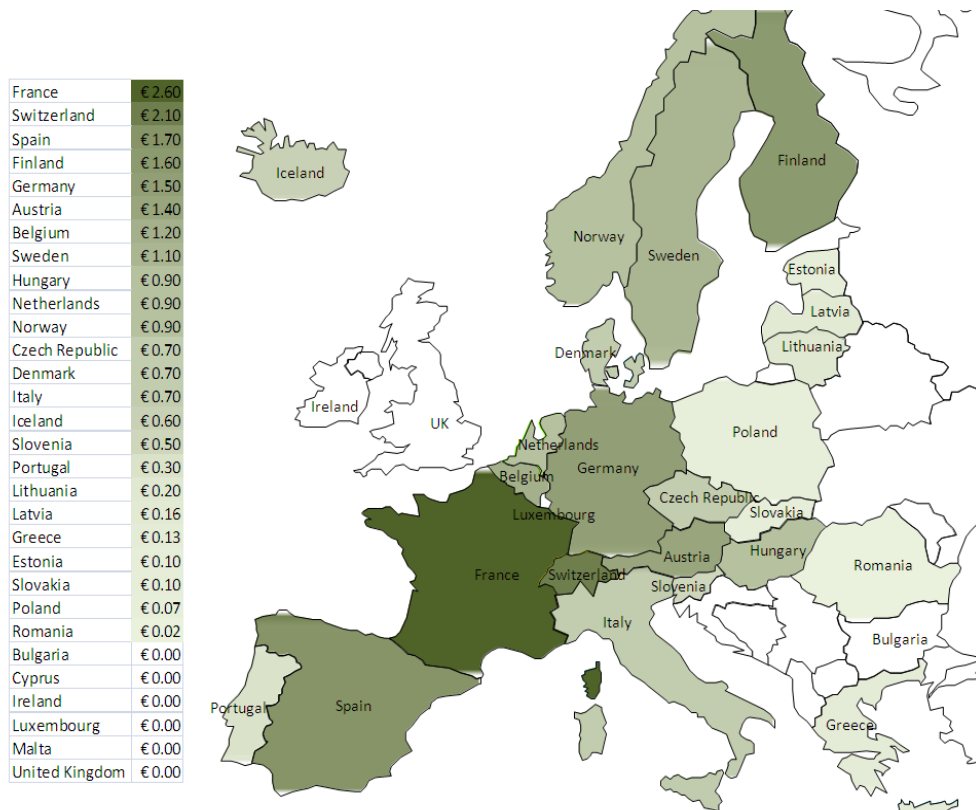 France €2.60
Switzerland €2.10
Spain €1.70
Finland €1.60
Germany €1.50
Austria €1.40
Belgium €1.20
Sweden €1.10
Hungary €0.90
Netherlands €0.90
Norway €0.90
Czech Republic €0.70
Denmark €0.70
Italy €0.70
Iceland €0.60
Slovenia €0.50
Portugal €0.30
Lithuania €0.20
Latvia €0.16
Greece €0.13
Estonia €0.10
Slovakia €0.10
Poland €0.07
Romania €0.02
Bulgaria €0.00
Cyprus €0.00
Ireland €0.00
Luxembourg €0.00
Malta €0.00
United Kingdom €0.00
Finland
Iceland
Norway
Sweden
Estonia
Latvia
Lithuania
Denmark
Ireland
UK
Poland
Netherlands
Germany
Belgium
Czech Republic
Slovakia
Luxembourg
Hungary
Austria
Romania
France
Switzerland
Slovenia
Italy
Bulgaria
Spain
Portugal
Greece